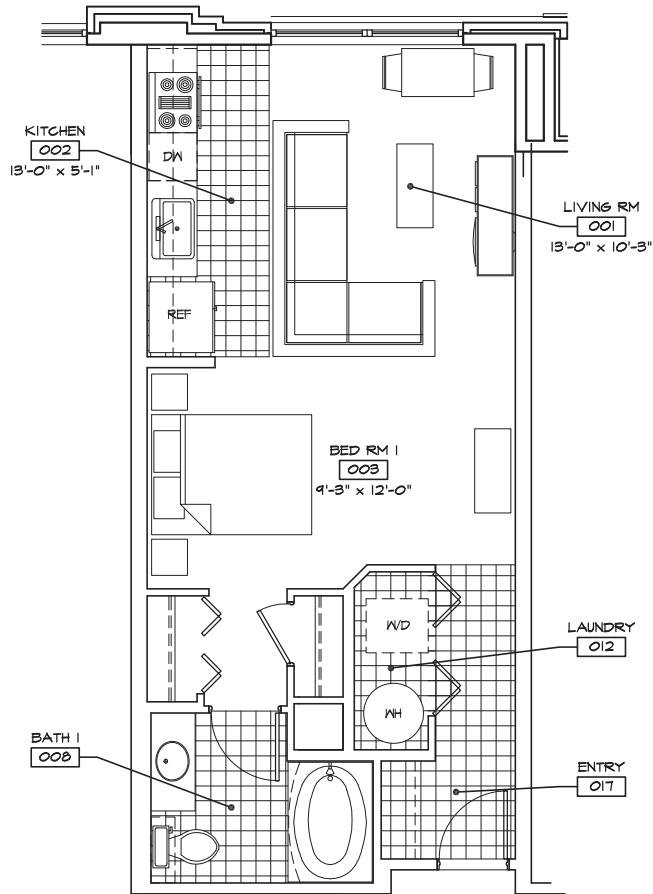 KITCHEN
002
13'-0" x 5'-1"
DW
LIVING RM
001
13'-0" x 10'-3"
REF
BED RM 1
003
9'-3" x 12'-0"
W/D
LAUNDRY
012
WH
BATH 1
008
ENTRY
017